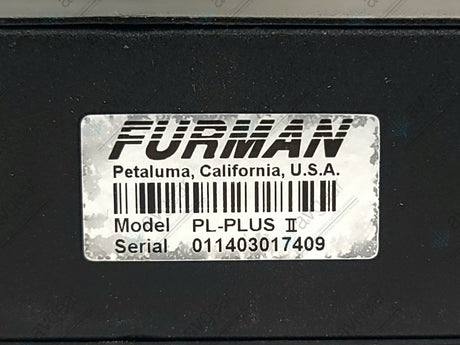 FURMAN
Petaluma, California, U.S.A.
Model PL-PLUS II
Serial 011403017409